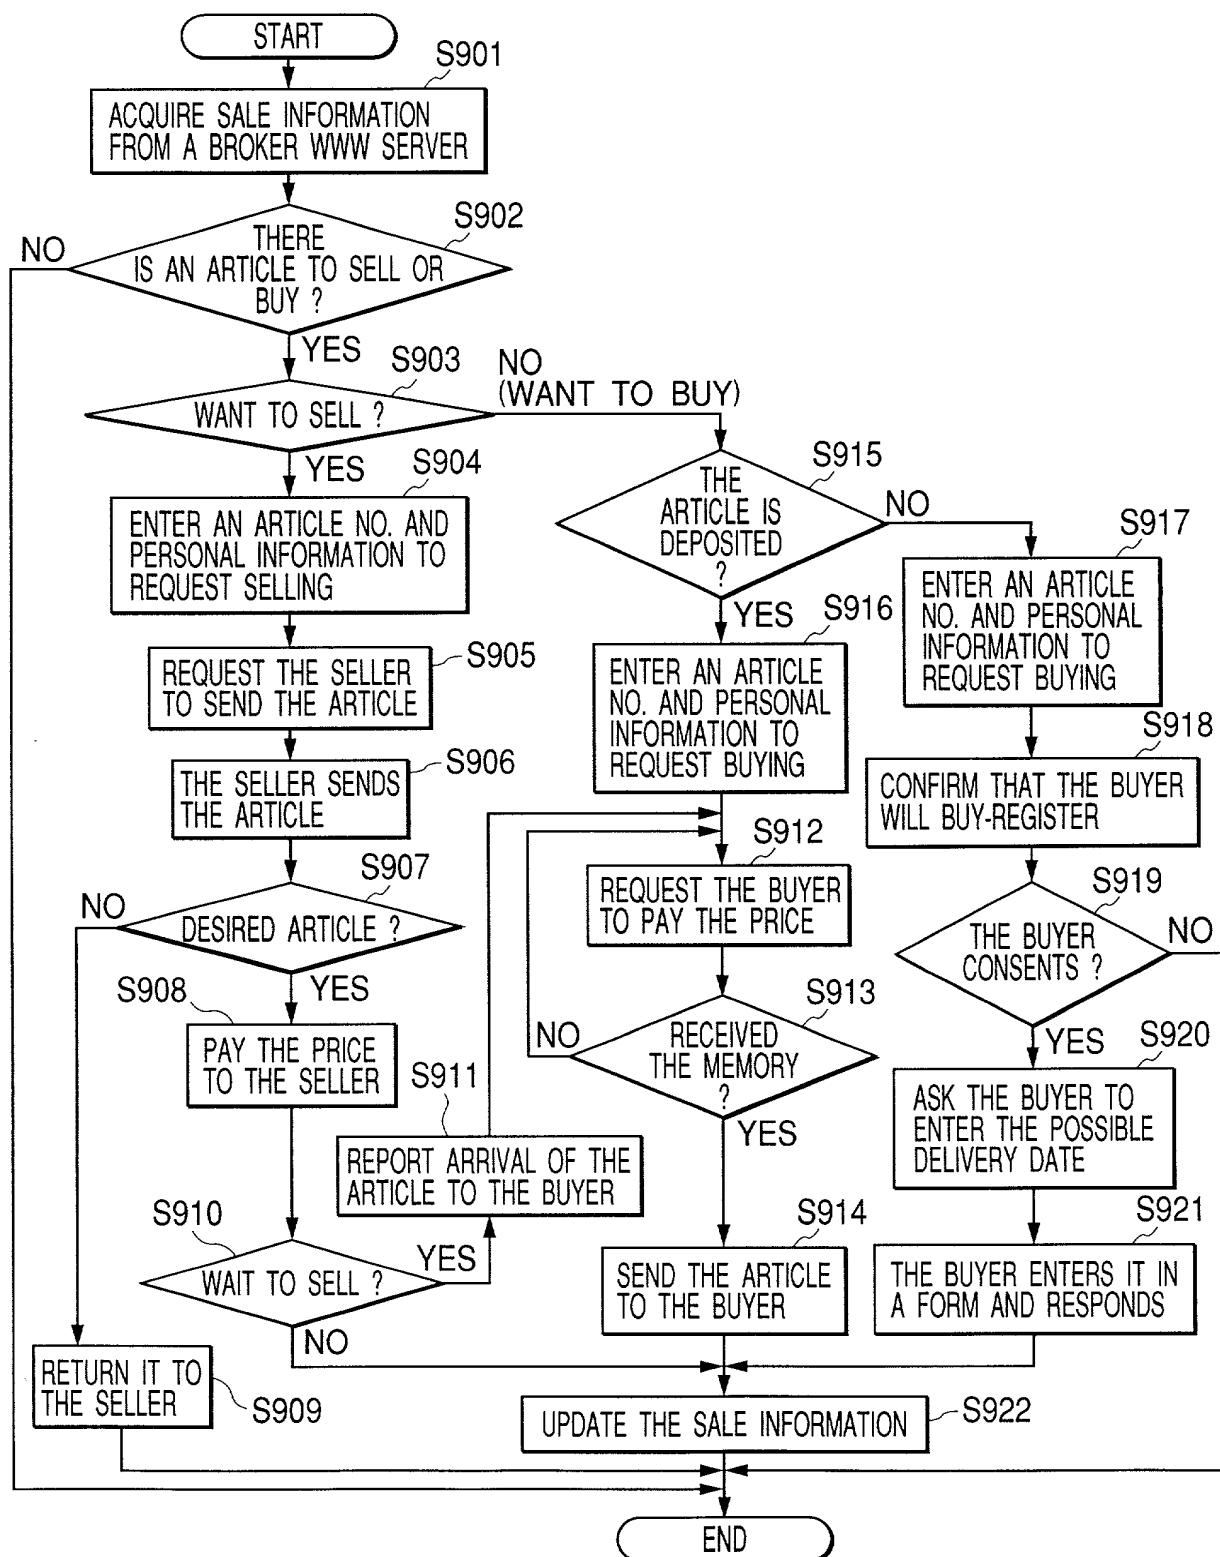 START
S901
ACQUIRE SALE INFORMATION
FROM A BROKER WWW SERVER
S902
NO
THERE
IS AN ARTICLE TO SELL OR
BUY ?
YES
S903
NO
(WANT TO BUY)
WANT TO SELL ?
YES
S904
ENTER AN ARTICLE NO. AND
PERSONAL INFORMATION TO
REQUEST SELLING
S905
REQUEST THE SELLER
TO SEND THE ARTICLE
S906
THE SELLER SENDS
THE ARTICLE
S907
NO
DESIRED ARTICLE ?
YES
S908
PAY THE PRICE
TO THE SELLER
S911
REPORT ARRIVAL OF THE
ARTICLE TO THE BUYER
S910
YES
WAIT TO SELL ?
NO
RETURN IT TO
THE SELLER
S909
S915
THE
ARTICLE IS
DEPOSITED
?
NO
YES
S916
ENTER AN ARTICLE
NO. AND PERSONAL
INFORMATION TO
REQUEST BUYING
S912
REQUEST THE BUYER
TO PAY THE PRICE
S913
NO
RECEIVED
THE MEMORY
?
YES
S914
SEND THE ARTICLE
TO THE BUYER
S917
ENTER AN ARTICLE
NO. AND PERSONAL
INFORMATION TO
REQUEST BUYING
S918
CONFIRM THAT THE BUYER
WILL BUY-REGISTER
S919
THE BUYER
CONSENTS ?
NO
YES
S920
ASK THE BUYER TO
ENTER THE POSSIBLE
DELIVERY DATE
S921
THE BUYER ENTERS IT IN
A FORM AND RESPONDS
UPDATE THE SALE INFORMATION
S922
END